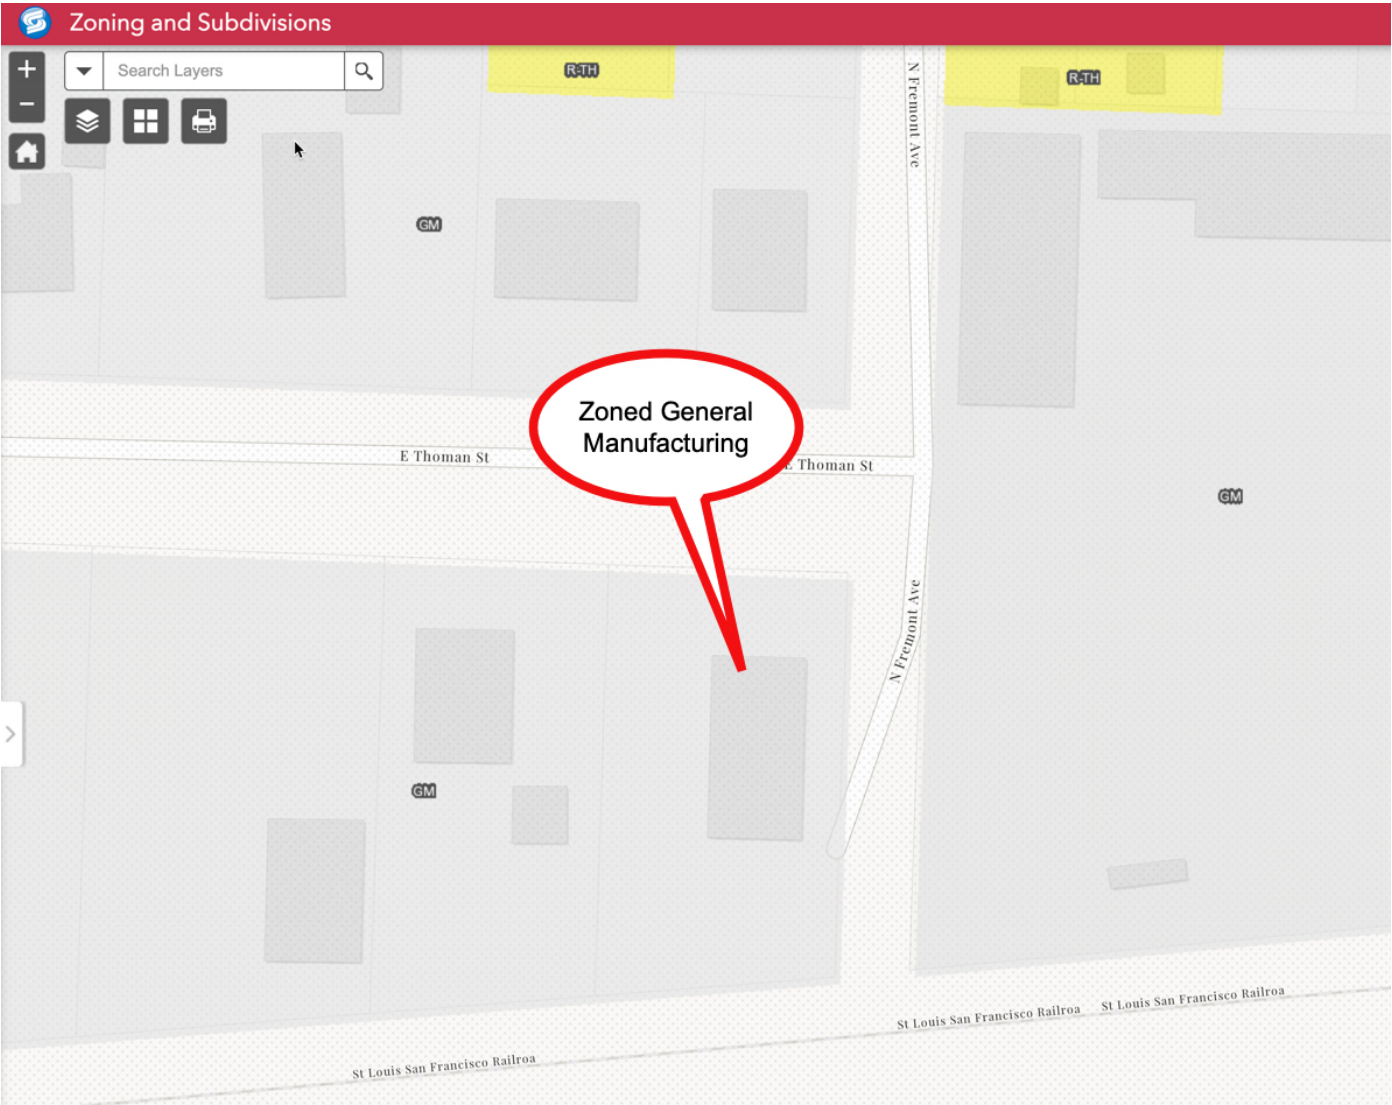 Zoning and Subdivisions
Search Layers
R-TH
R-TH
N Fremont Ave
GM
Zoned General
Manufacturing
E Thoman St
E Thoman St
GM
N Fremont Ave
GM
St Louis San Francisco Railroa
St Louis San Francisco Railroa
St Louis San Francisco Railroa